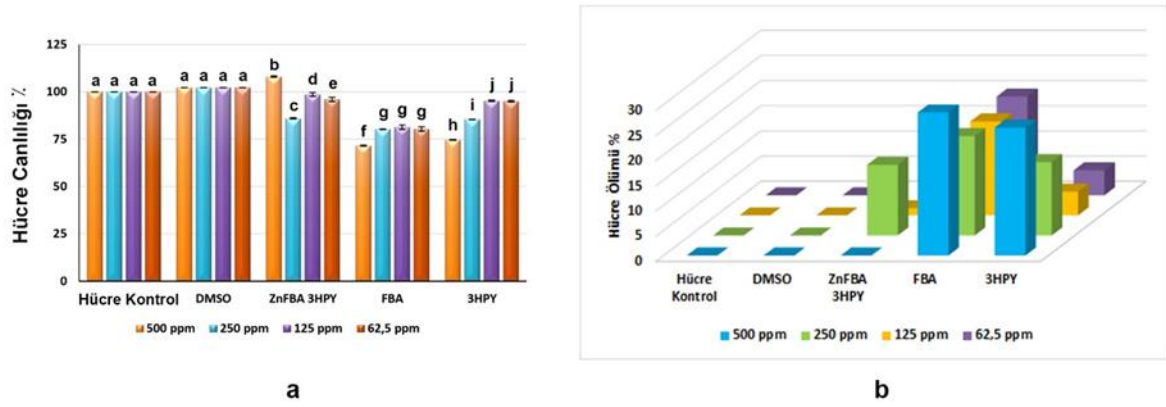 125
100
75
50
25
0
Hücre Canlılığı %
a a a a
a a a a
b c d e
f g g g
h i j j
Hücre Kontrol DMSO ZnFBA 3HPY FBA 3HPY
500 ppm 250 ppm 125 ppm 62,5 ppm
a
30
25
20
15
10
5
0
Hücre Ölümü %
Hücre DMSO ZnFBA FBA 3HPY
Kontrol 3HPY
500 ppm 250 ppm 125 ppm 62,5 ppm
b